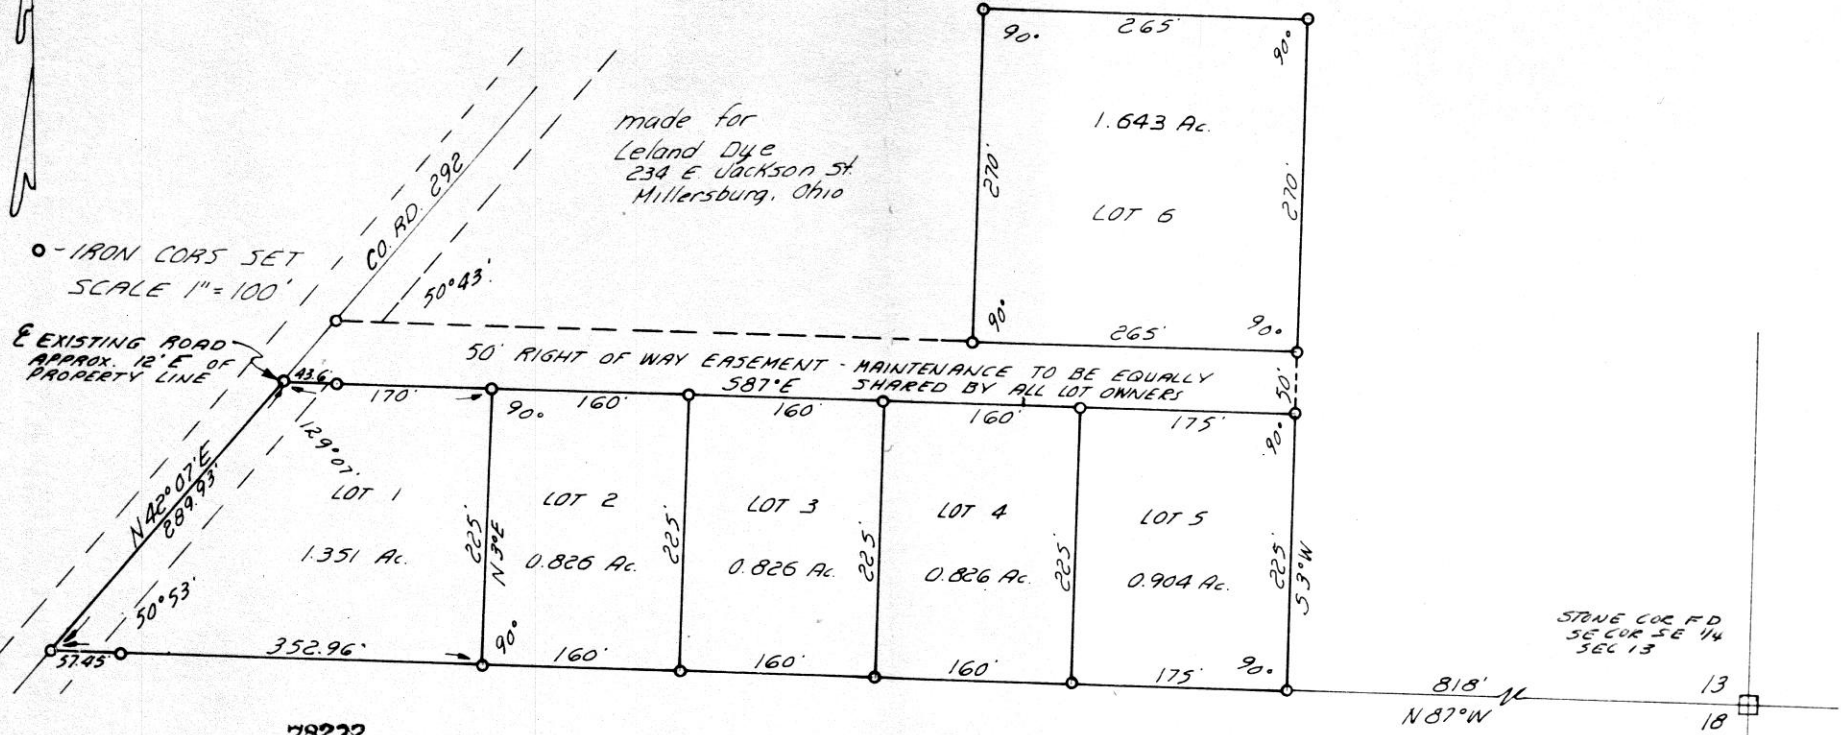 265'
90°
90°
1.643 Ac.
270'
270'
LOT 6
90°
90°
265'
made for
Leland Dye
234 E. Jackson St.
Millersburg, Ohio
CO. RD. 292
50°43'
o - IRON CORS SET
SCALE 1"=100'
℄ EXISTING ROAD
APPROX. 12' E OF
PROPERTY LINE
50' RIGHT OF WAY EASEMENT - MAINTENANCE TO BE EQUALLY
SHARED BY ALL LOT OWNERS
S87°E
50'
43.6'
170'
90°
160'
160'
160'
175'
90°
129°07'
N42°07'E
289.93'
LOT 1
1.351 Ac.
225'
N3°E
LOT 2
0.826 Ac.
225'
LOT 3
0.826 Ac.
225'
LOT 4
0.826 Ac.
225'
LOT 5
0.904 Ac.
225'
S3°W
50°53'
57.45'
352.96'
90°
160'
160'
160'
175'
90°
818'
N87°W
STONE COR FD
SE COR SE 1/4
SEC 13
13
18